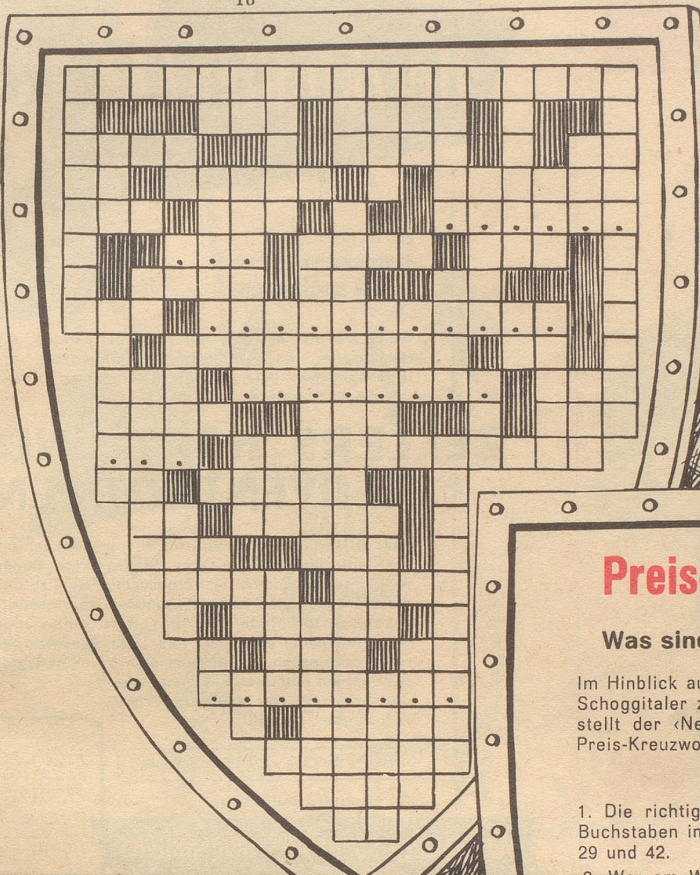 Preis
Was sind
Im Hinblick au
Schoggitaler z
stellt der ‹Ne
Preis-Kreuzwo
1. Die richtig
Buchstaben in
29 und 42.